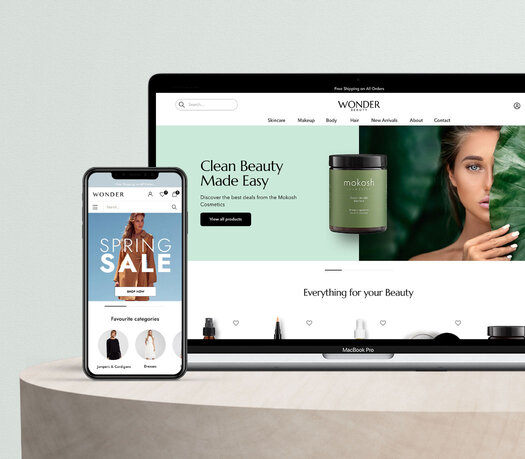 Free Shipping on All Orders
Search...
WONDER
BEAUTY
Skincare
Makeup
Body
Hair
New Arrivals
About
Contact
Clean Beauty
Made Easy
Discover the best deals from the Mokosh
Cosmetics
View all products
mokosh
Everything for your Beauty
MacBook Pro
WONDER
Search...
SPRING
SALE
SHOP NOW
Favourite categories
Jumpers & Cardigans
Dresses